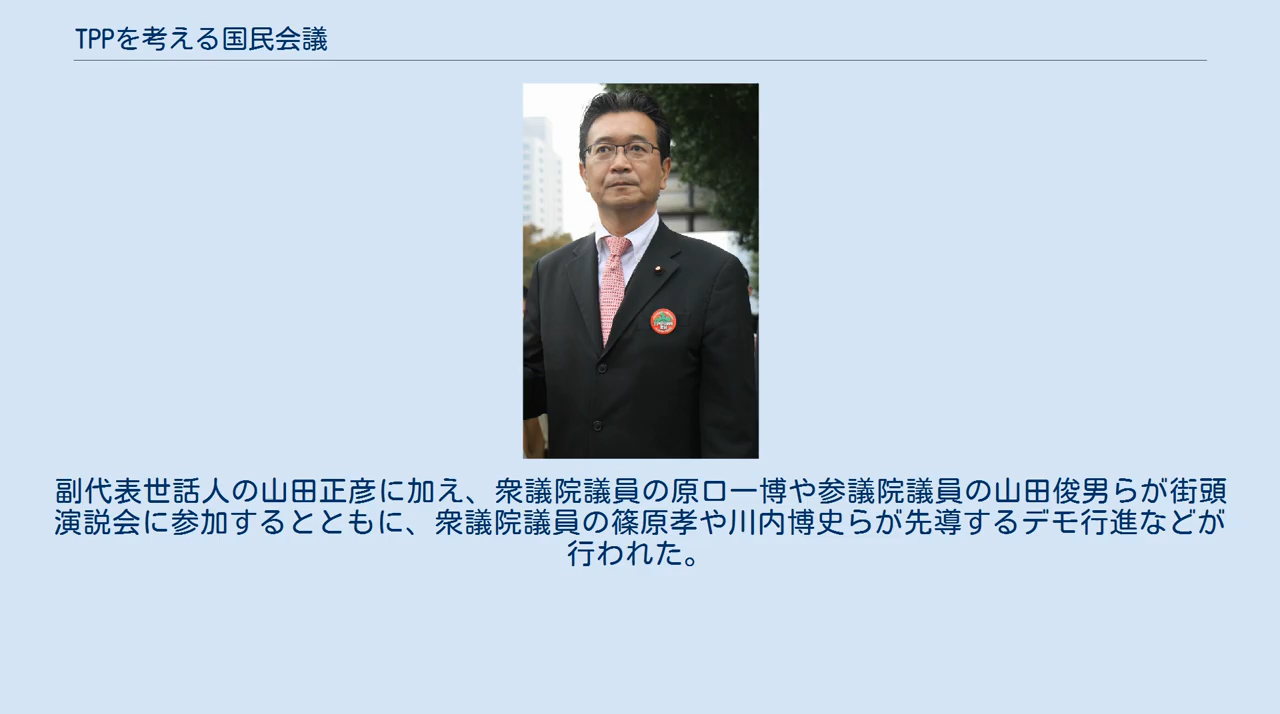 TPPを考える国民会議
副代表世話人の山田正彦に加え、衆議院議員の原口一博や参議院議員の山田俊男らが街頭
演説会に参加するとともに、衆議院議員の篠原孝や川内博史らが先導するデモ行進などが
行われた。